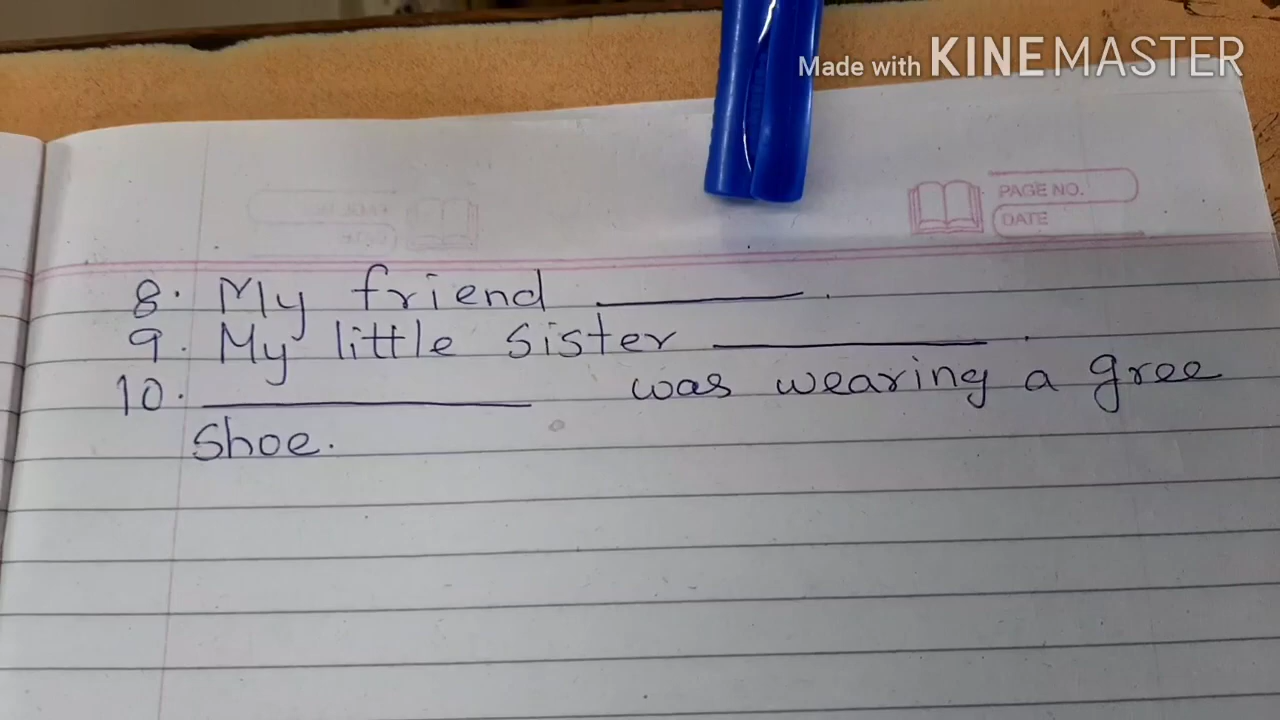 Made with KINEMASTER
PAGE NO.
DATE
8. My friend ________.
9. My little sister ________.
10. ________ was wearing a gree
shoe.